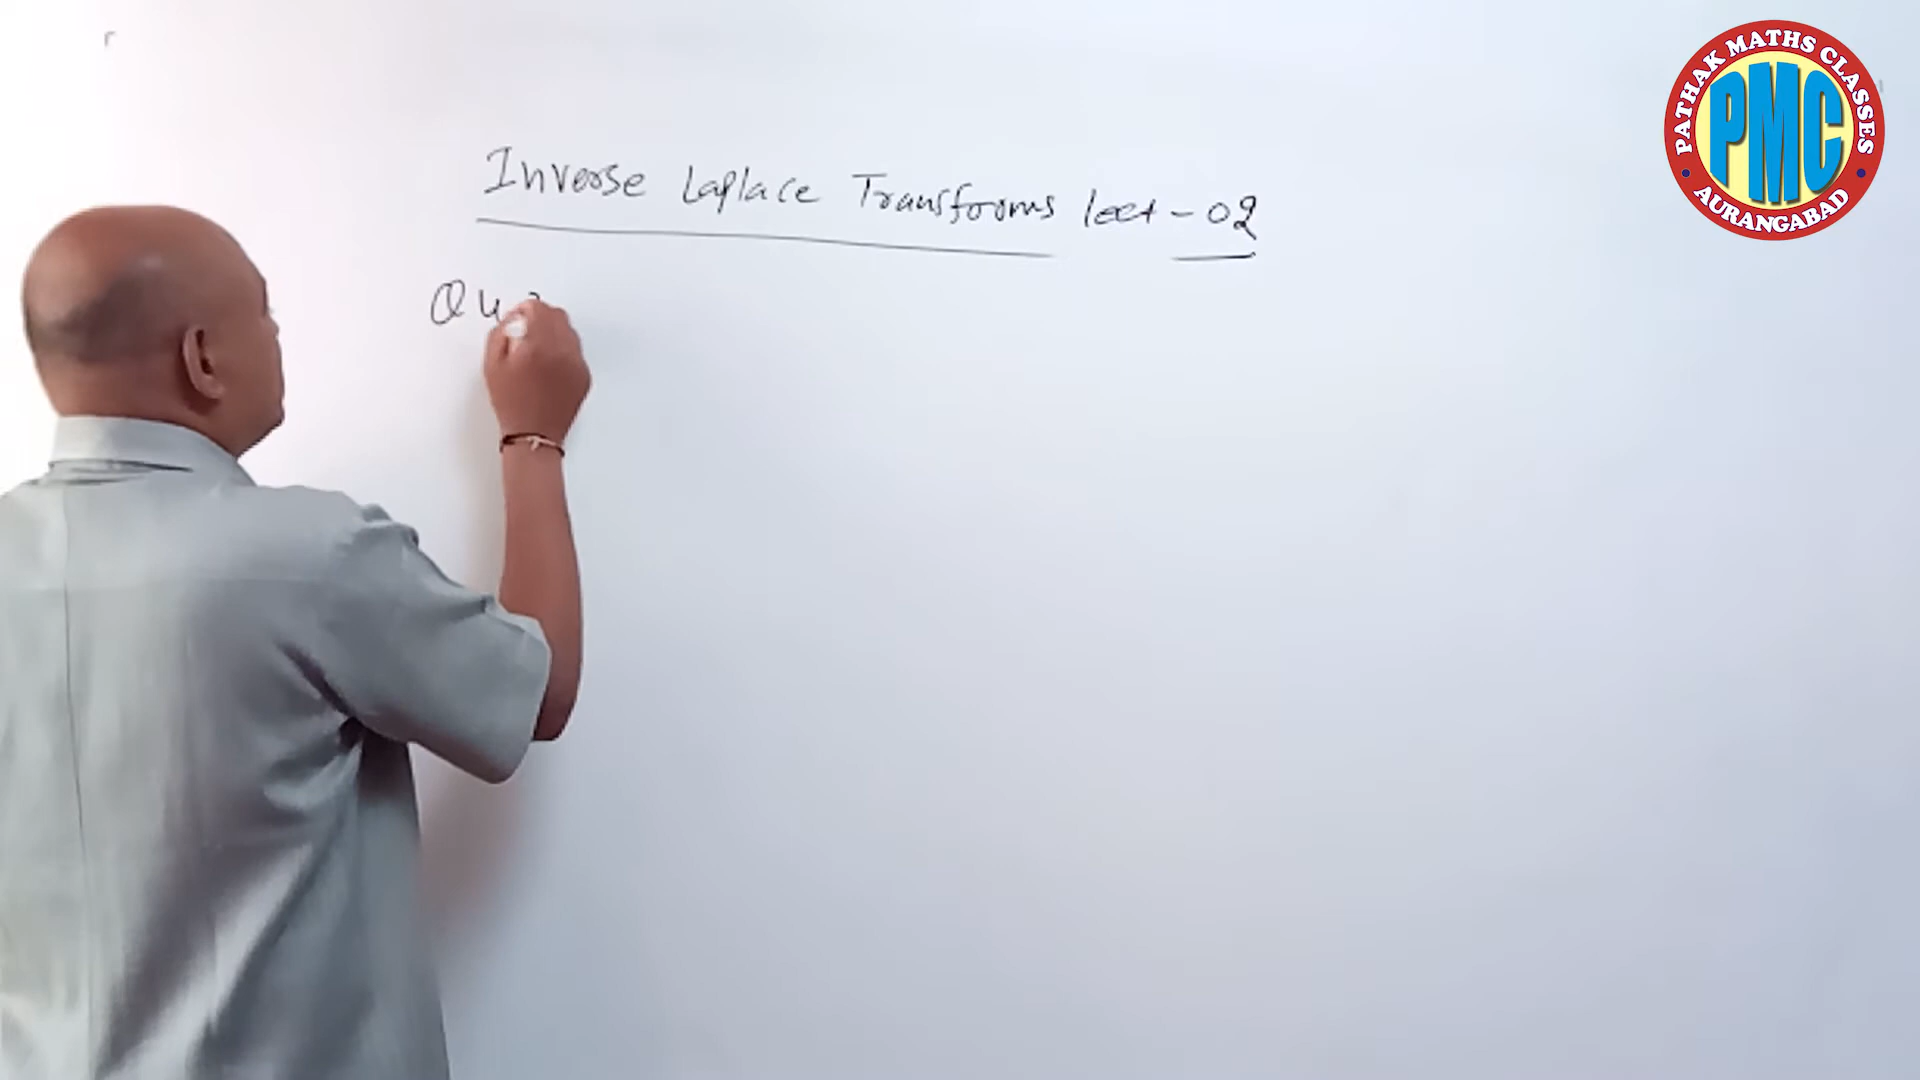 Inverse Laplace Transforms lect-02
Qu
PATHAK MATHS CLASSES
PMC
AURANGABAD